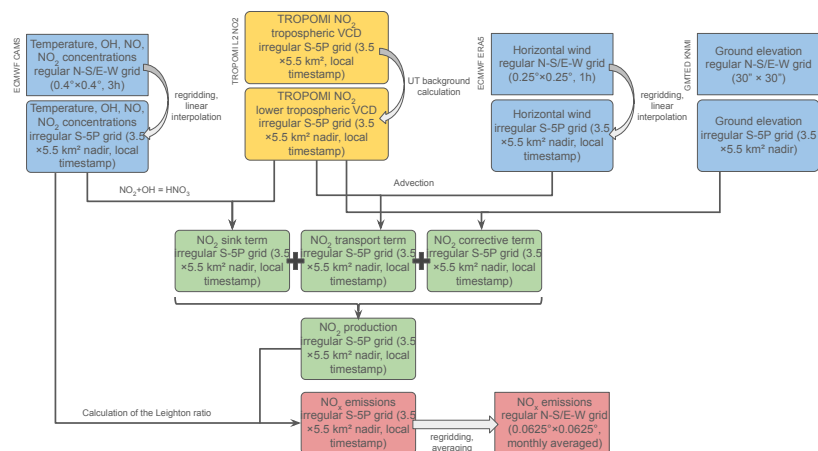 ECMWF CAMS
Temperature, OH, NO,
NO2 concentrations
regular N-S/E-W grid
(0.4°×0.4°, 3h)
Temperature, OH, NO,
NO2 concentrations
irregular S-5P grid (3.5
×5.5 km² nadir, local
timestamp)
regridding,
linear
interpolation
TROPOMI L2 NO2
TROPOMI NO2
tropospheric VCD
irregular S-5P grid (3.5
×5.5 km², local
timestamp)
TROPOMI NO2
lower tropospheric VCD
irregular S-5P grid (3.5
×5.5 km² nadir, local
timestamp)
UT background
calculation
ECMWF ERA5
Horizontal wind
regular N-S/E-W grid
(0.25°×0.25°, 1h)
Horizontal wind
irregular S-5P grid (3.5
×5.5 km² nadir, local
timestamp)
regridding,
linear
interpolation
GMTED KNMI
Ground elevation
regular N-S/E-W grid
(30" × 30")
Ground elevation
irregular S-5P grid (3.5
×5.5 km² nadir)
NO2+OH = HNO3
Advection
NO2 sink term
irregular S-5P grid (3.5
×5.5 km² nadir, local
timestamp)
+
NO2 transport term
irregular S-5P grid (3.5
×5.5 km² nadir, local
timestamp)
+
NO2 corrective term
irregular S-5P grid (3.5
×5.5 km² nadir, local
timestamp)
NO2 production
irregular S-5P grid (3.5
×5.5 km² nadir, local
timestamp)
Calculation of the Leighton ratio
NOx emissions
irregular S-5P grid (3.5
×5.5 km² nadir, local
timestamp)
regridding,
averaging
NOx emissions
regular N-S/E-W grid
(0.0625°×0.0625°,
monthly averaged)